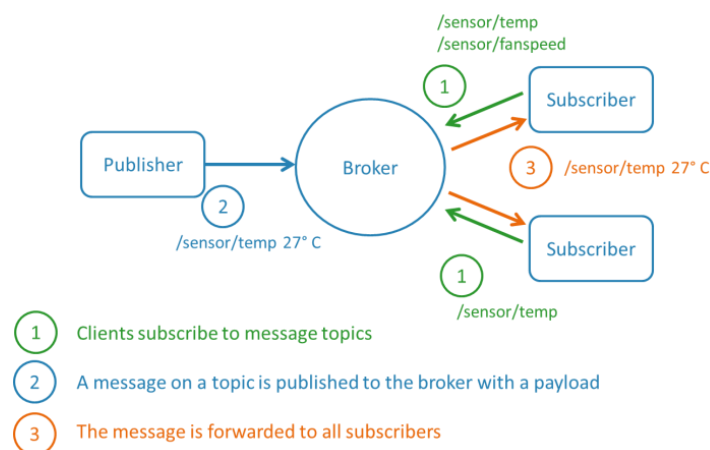 /sensor/temp
/sensor/fanspeed
1
Subscriber
Publisher
Broker
3
/sensor/temp 27° C
2
/sensor/temp 27° C
Subscriber
1
/sensor/temp
1 Clients subscribe to message topics
2 A message on a topic is published to the broker with a payload
3 The message is forwarded to all subscribers